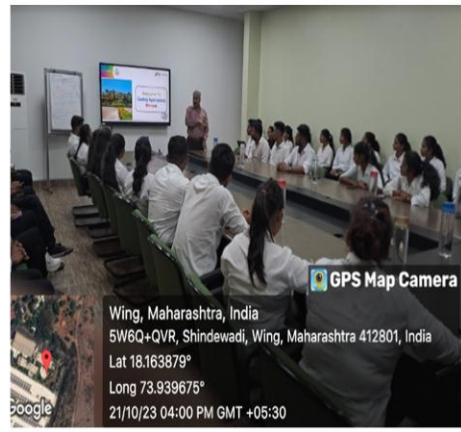 GPS Map Camera
Wing, Maharashtra, India
5W6Q+QVR, Shindewadi, Wing, Maharashtra 412801, India
Lat 18.163879°
Long 73.939675°
21/10/23 04:00 PM GMT +05:30
Google